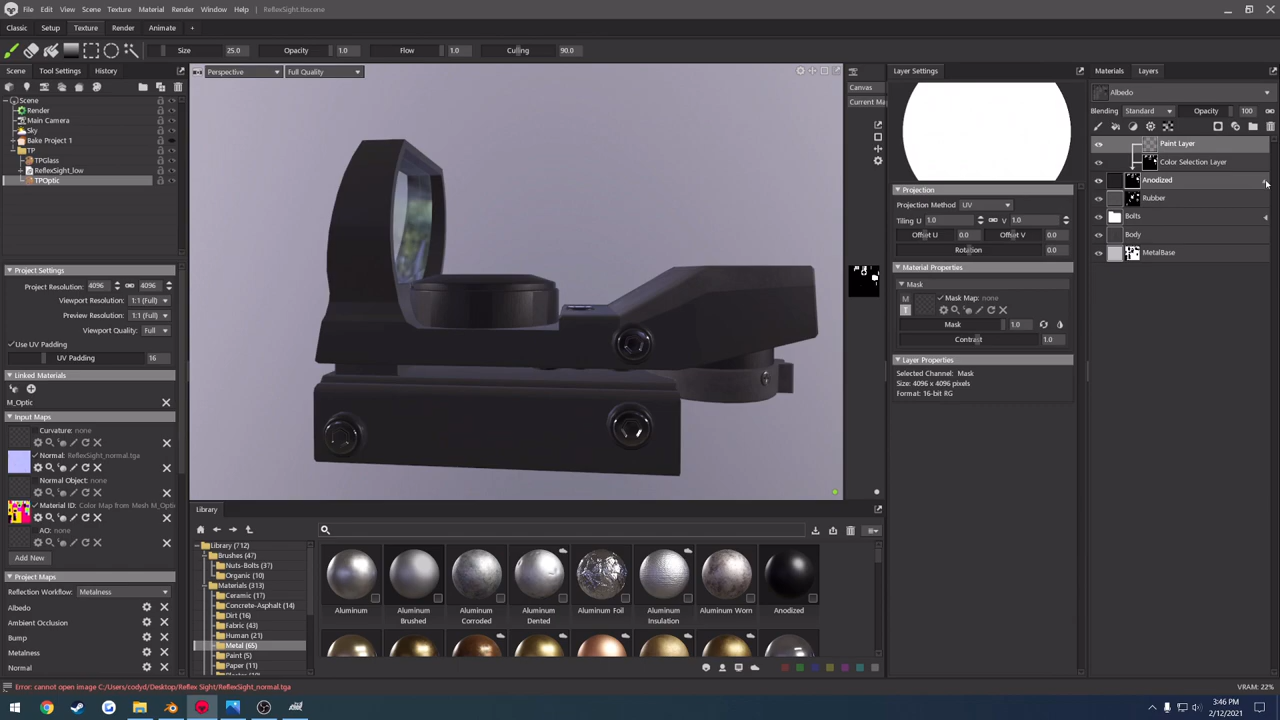 File Edit View Scene Texture Material Render Window Help ReflexSight.tbscene
Classic Setup Texture Render Animate +
Size 25.0 Opacity 1.0 Flow 1.0 Culling 90.0
Scene Tool Settings History
Perspective Full Quality
Canvas
Current Ma
Layer Settings
Materials Layers
Scene
Render
Main Camera
Sky
Bake Project 1
TP
TPGlass
ReflexSight_low
TPOptic
Project Settings
Project Resolution: 4096 4096
Viewport Resolution: 1:1 (Full)
Preview Resolution: 1:1 (Full)
Viewport Quality: Full
Use UV Padding
UV Padding 16
Linked Materials
M_Optic
Input Maps
Curvature: none
Normal: ReflexSight_normal.tga
Normal Object: none
Material ID: Color Map from Mesh M_Opti
AO: none
Add New
Project Maps
Reflection Workflow: Metalness
Albedo
Ambient Occlusion
Bump
Metalness
Normal
Library
Library (712)
Brushes (47)
Nuts-Bolts (37)
Organic (10)
Materials (313)
Ceramic (17)
Concrete-Asphalt (14)
Dirt (16)
Fabric (43)
Human (21)
Metal (65)
Paint (5)
Paper (11)
Aluminum
Aluminum Brushed
Aluminum Corroded
Aluminum Dented
Aluminum Foil
Aluminum Insulation
Aluminum Worn
Anodized
Projection
Projection Method UV
Tiling U 1.0 V 1.0
Offset U 0.0 Offset V 0.0
Rotation 0.0
Material Properties
Mask
M
Mask Map: none
T
Mask 1.0
Contrast 1.0
Layer Properties
Selected Channel: Mask
Size: 4096 x 4096 pixels
Format: 16-bit RG
Albedo
Blending Standard Opacity 100
Paint Layer
Color Selection Layer
Anodized
Rubber
Bolts
Body
MetalBase
Error: cannot open image C:/Users/codyd/Desktop/Reflex Sight/ReflexSight_normal.tga
VRAM: 22%
3:46 PM
2/12/2021